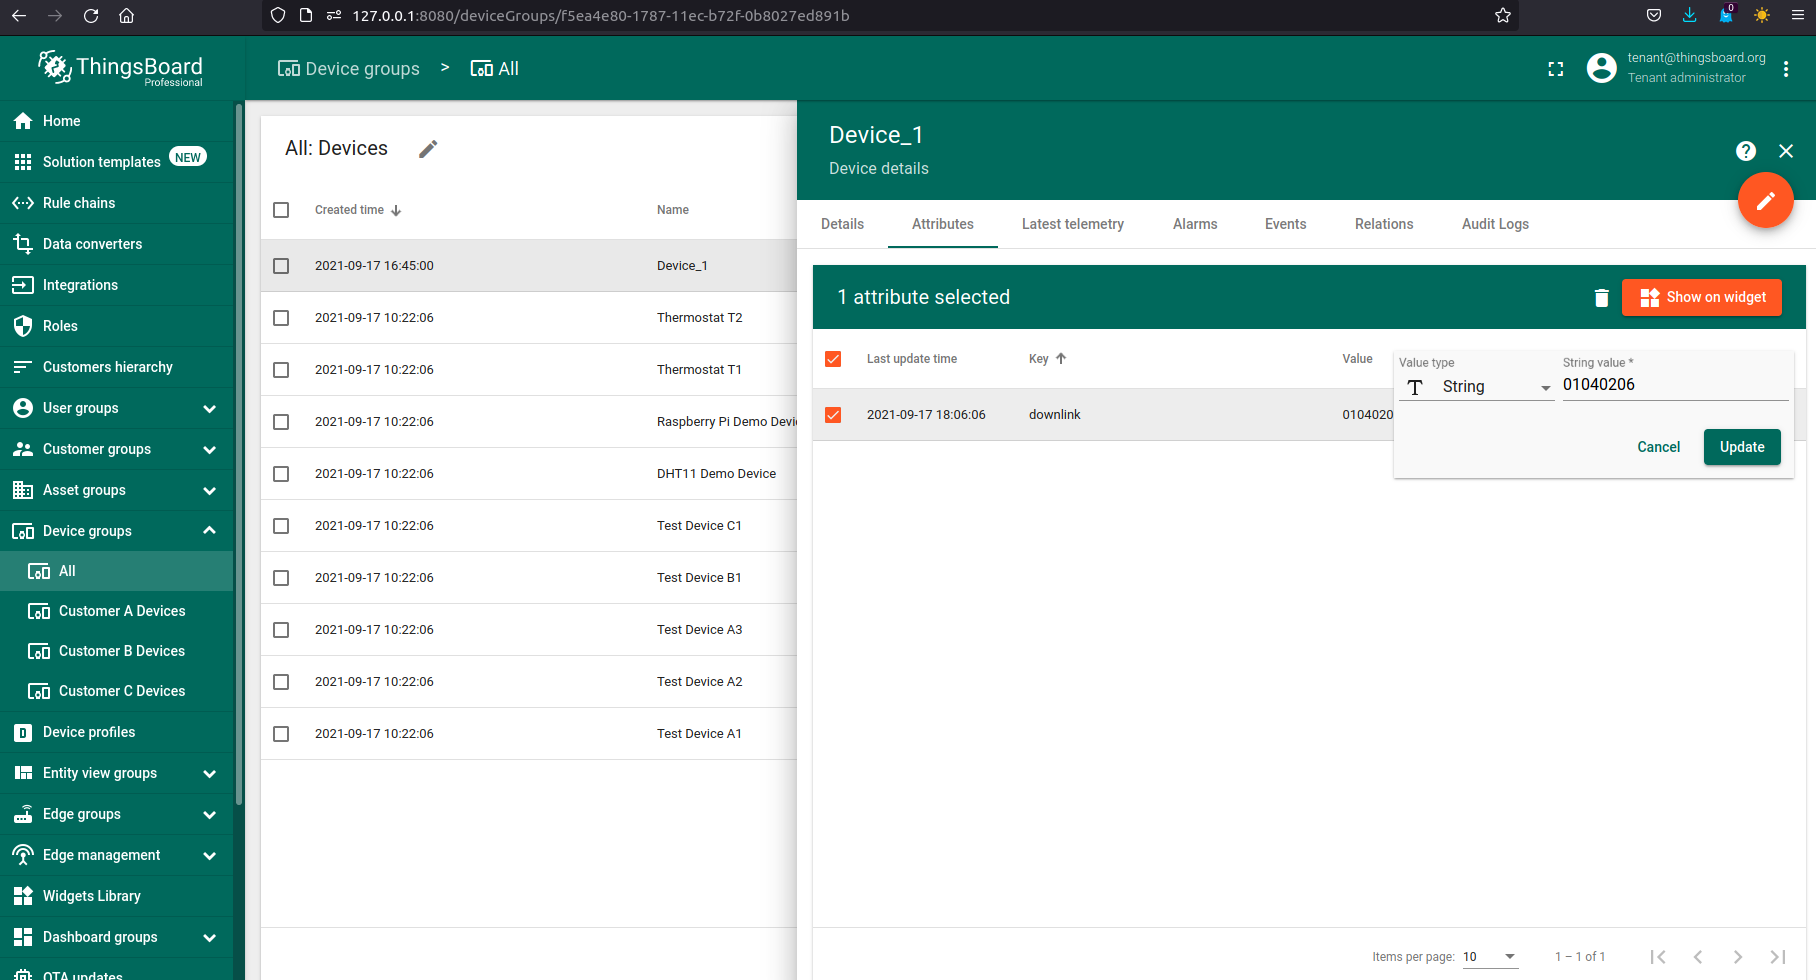 127.0.0.1:8080/deviceGroups/f5ea4e80-1787-11ec-b72f-0b8027ed891b
0
ThingsBoard
Professional
Device groups > All
tenant@thingsboard.org
Tenant administrator
Home
Solution templates NEW
Rule chains
Data converters
Integrations
Roles
Customers hierarchy
User groups
Customer groups
Asset groups
Device groups
All
Customer A Devices
Customer B Devices
Customer C Devices
Device profiles
Entity view groups
Edge groups
Edge management
Widgets Library
Dashboard groups
OTA updates
All: Devices
Created time Name
2021-09-17 16:45:00 Device_1
2021-09-17 10:22:06 Thermostat T2
2021-09-17 10:22:06 Thermostat T1
2021-09-17 10:22:06 Raspberry Pi Demo Devi
2021-09-17 10:22:06 DHT11 Demo Device
2021-09-17 10:22:06 Test Device C1
2021-09-17 10:22:06 Test Device B1
2021-09-17 10:22:06 Test Device A3
2021-09-17 10:22:06 Test Device A2
2021-09-17 10:22:06 Test Device A1
Device_1
Device details
Details Attributes Latest telemetry Alarms Events Relations Audit Logs
1 attribute selected
Show on widget
Last update time Key Value
2021-09-17 18:06:06 downlink 0104020
Value type String value *
String 01040206
Cancel Update
Items per page: 10 1 – 1 of 1